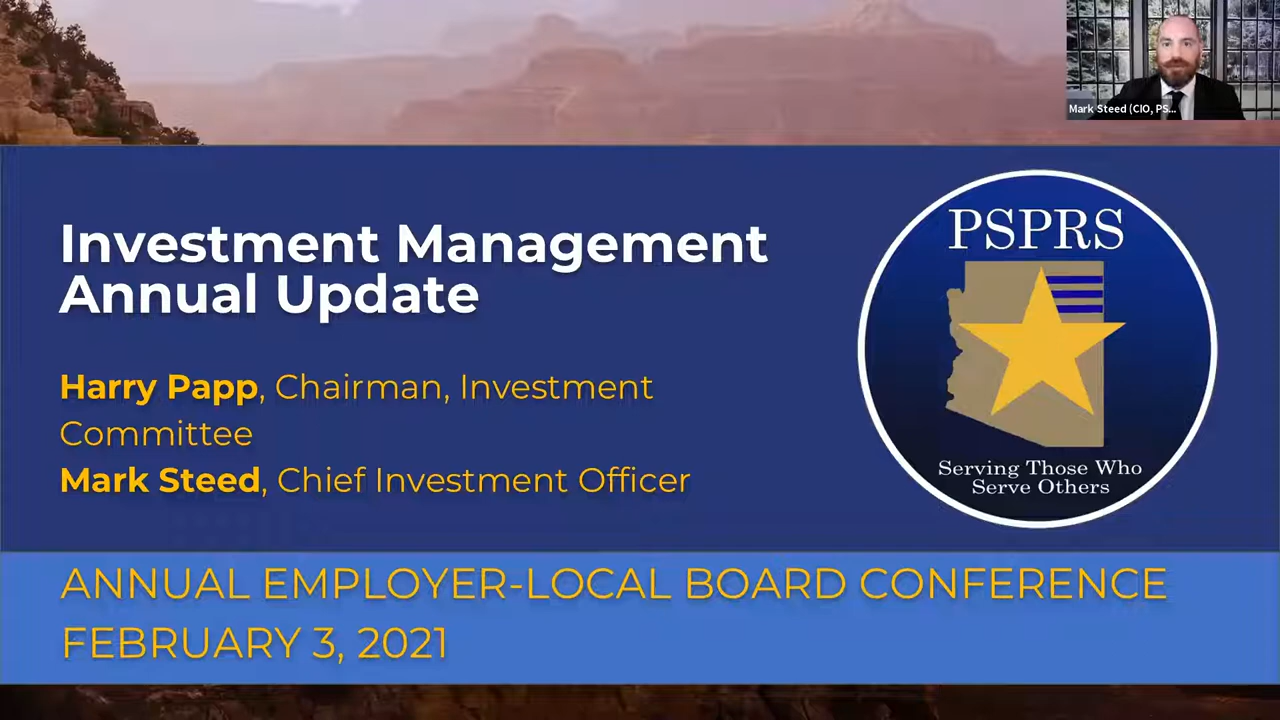 Mark Steed (CIO, PS...
Investment Management
Annual Update
Harry Papp, Chairman, Investment
Committee
Mark Steed, Chief Investment Officer
PSPRS
Serving Those Who
Serve Others
ANNUAL EMPLOYER-LOCAL BOARD CONFERENCE
FEBRUARY 3, 2021